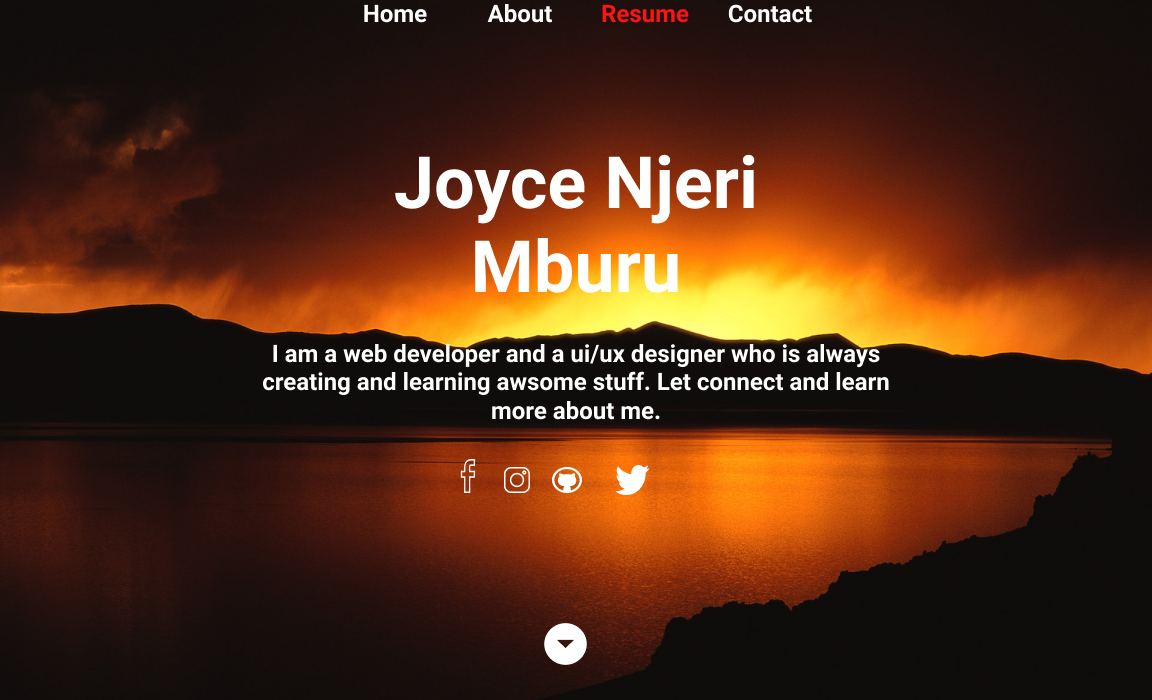 Home About Resume Contact
Joyce Njeri
Mburu
I am a web developer and a ui/ux designer who is always
creating and learning awsome stuff. Let connect and learn
more about me.